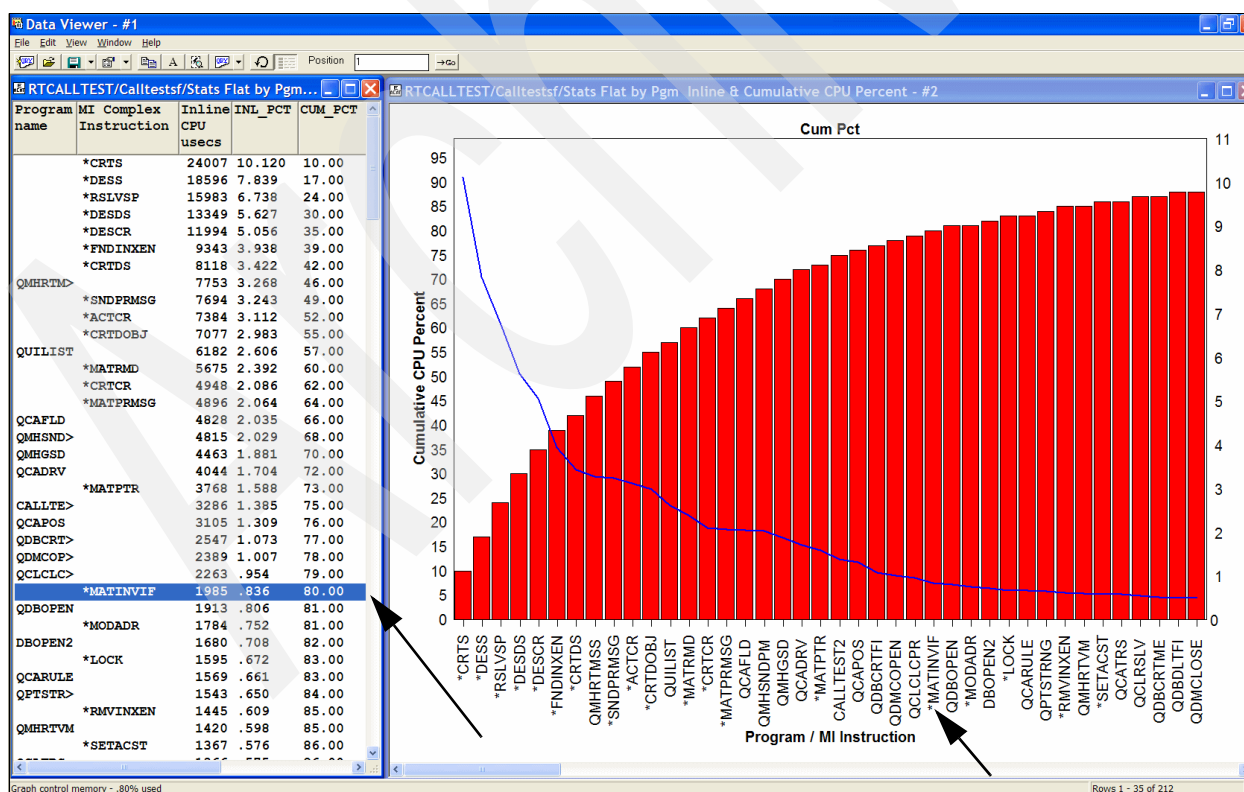 Data Viewer - #1
File Edit View Window Help
Position 1 Go
RTCALLTEST/Calltestsf/Stats Flat by Pgm...
Program name MI Complex Instruction Inline CPU usecs INL_PCT CUM_PCT
*CRTS 24007 10.120 10.00
*DESS 18596 7.839 17.00
*RSLVSP 15983 6.738 24.00
*DESDS 13349 5.627 30.00
*DESCR 11994 5.056 35.00
*FNDINXEN 9343 3.938 39.00
*CRTDS 8118 3.422 42.00
QMHRTM> 7753 3.268 46.00
*SNDPRMSG 7694 3.243 49.00
*ACTCR 7384 3.112 52.00
*CRTDOBJ 7077 2.983 55.00
QUILIST 6182 2.606 57.00
*MATRMD 5675 2.392 60.00
*CRTCR 4948 2.086 62.00
*MATPRMSG 4896 2.064 64.00
QCAFLD 4828 2.035 66.00
QMHSND> 4815 2.029 68.00
QMHGSD 4463 1.881 70.00
QCADRV 4044 1.704 72.00
*MATPTR 3768 1.588 73.00
CALLTE> 3286 1.385 75.00
QCAPOS 3105 1.309 76.00
QDBCRT> 2547 1.073 77.00
QDMCOP> 2389 1.007 78.00
QCLCLC> 2263 .954 79.00
*MATINVIF 1985 .836 80.00
QDBOPEN 1913 .806 81.00
*MODADR 1784 .752 81.00
DBOPEN2 1680 .708 82.00
*LOCK 1595 .672 83.00
QCARULE 1569 .661 83.00
QPTSTR> 1543 .650 84.00
*RMVINXEN 1445 .609 85.00
QMHRTVM 1420 .598 85.00
*SETACST 1367 .576 86.00
RTCALLTEST/Calltestsf/Stats Flat by Pgm Inline & Cumulative CPU Percent - #2
Cum Pct
Cumulative CPU Percent
95
90
85
80
75
70
65
60
55
50
45
40
35
30
25
20
15
10
5
0
11
10
9
8
7
6
5
4
3
2
1
0
*CRTS
*DESS
*RSLVSP
*DESDS
*DESCR
*FNDINXEN
*CRTDS
QMHRTMSS
*SNDPRMSG
*ACTCR
*CRTDOBJ
QUILIST
*MATRMD
*CRTCR
*MATPRMSG
QCAFLD
QMHSNDPM
QMHGSD
QCADRV
*MATPTR
CALLTEST2
QCAPOS
QDBCRTFI
QDMCOPEN
QCLCLCPR
*MATINVIF
QDBOPEN
*MODADR
DBOPEN2
*LOCK
QCARULE
QPTSTRNG
*RMVINXEN
QMHRTVM
*SETACST
QCATRS
QCLRSLV
QDBCRTME
QDBDLTFI
QDMCLOSE
Program / MI Instruction
Graph control memory - .80% used
Rows 1 - 35 of 212